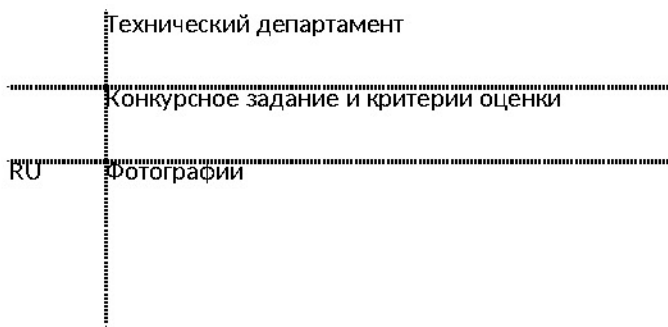 Технический департамент
Конкурсное задание и критерии оценки
RU Фотографии